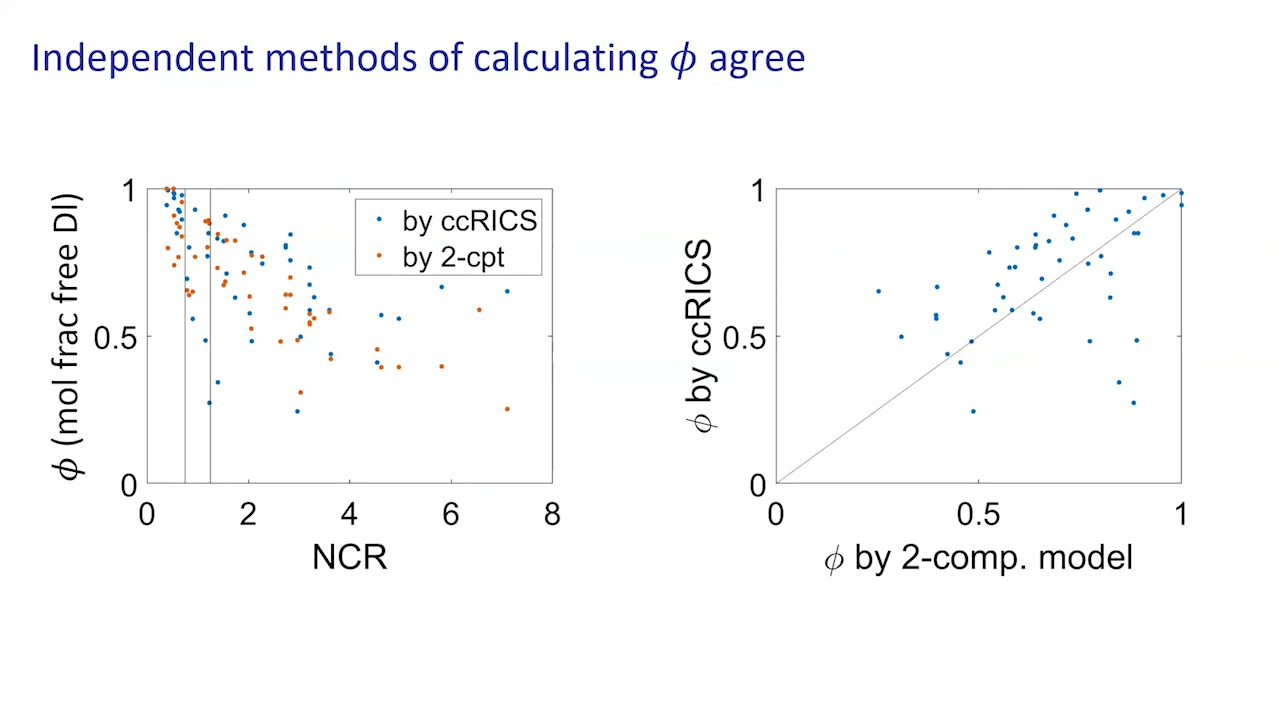 Independent methods of calculating ϕ agree
ϕ (mol frac free Dl)
1
0.5
0
by ccRICS
by 2-cpt
0 2 4 6 8
NCR
ϕ by ccRICS
1
0.5
0
0 0.5 1
ϕ by 2-comp. model